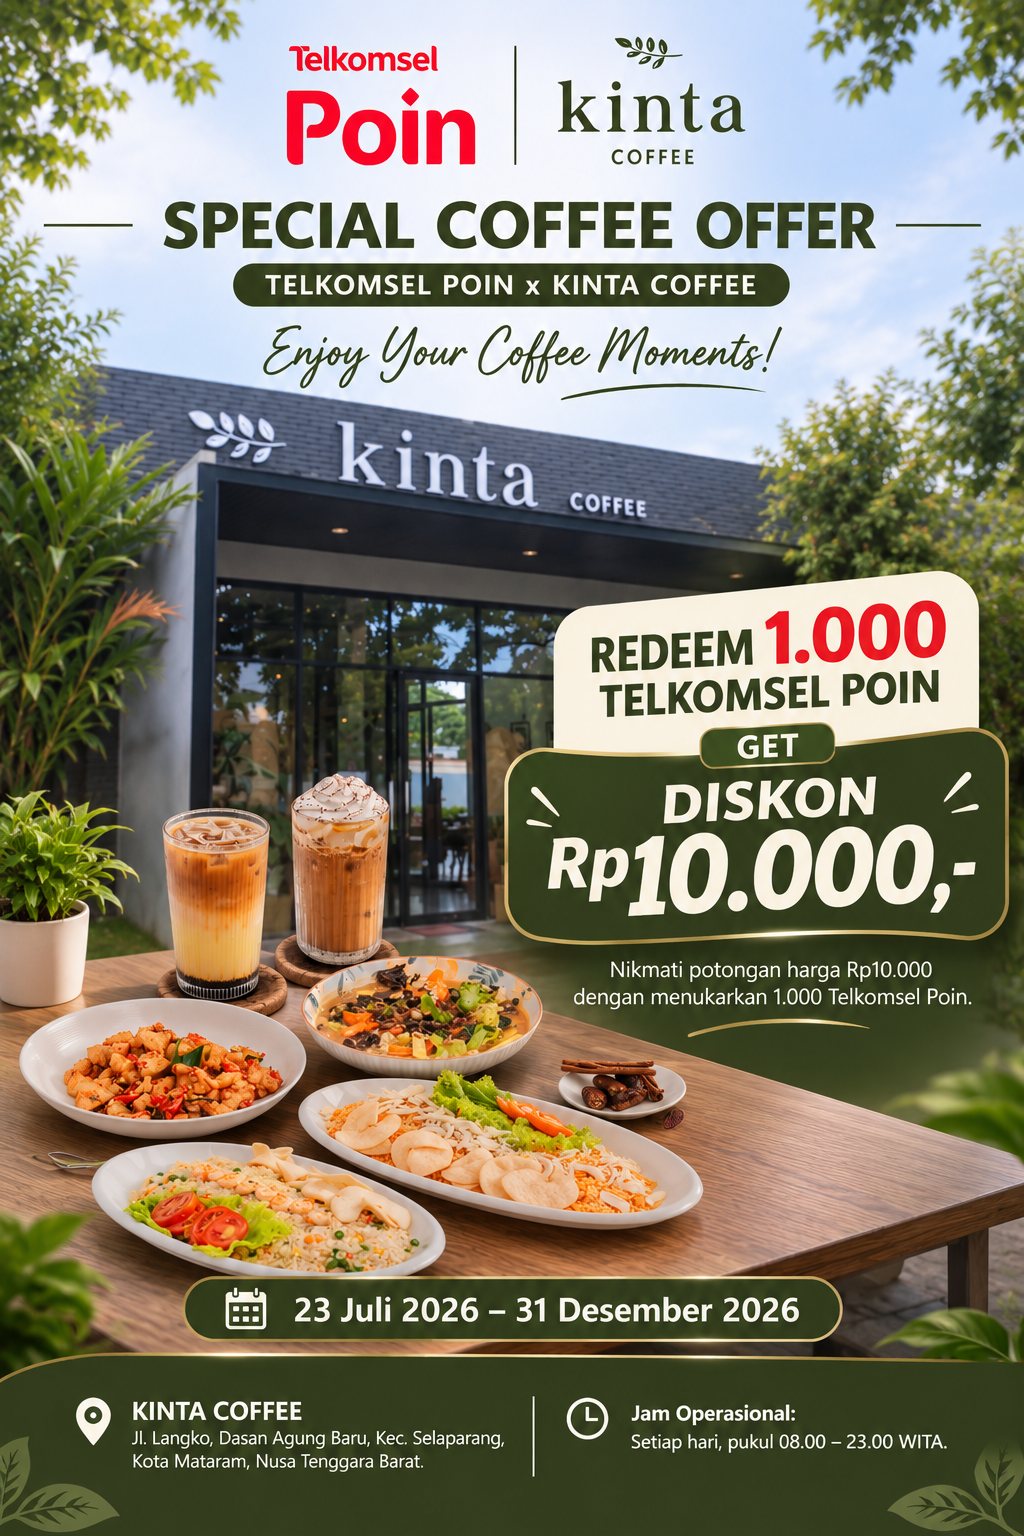 Telkomsel
Poin
kinta
COFFEE
SPECIAL COFFEE OFFER
TELKOMSEL POIN x KINTA COFFEE
Enjoy Your Coffee Moments!
kinta COFFEE
REDEEM 1.000
TELKOMSEL POIN
GET
DISKON
Rp10.000,-
Nikmati potongan harga Rp10.000
dengan menukarkan 1.000 Telkomsel Poin.
23 Juli 2026 – 31 Desember 2026
KINTA COFFEE
Jl. Langko, Dasan Agung Baru, Kec. Selaparang,
Kota Mataram, Nusa Tenggara Barat.
Jam Operasional:
Setiap hari, pukul 08.00 – 23.00 WITA.